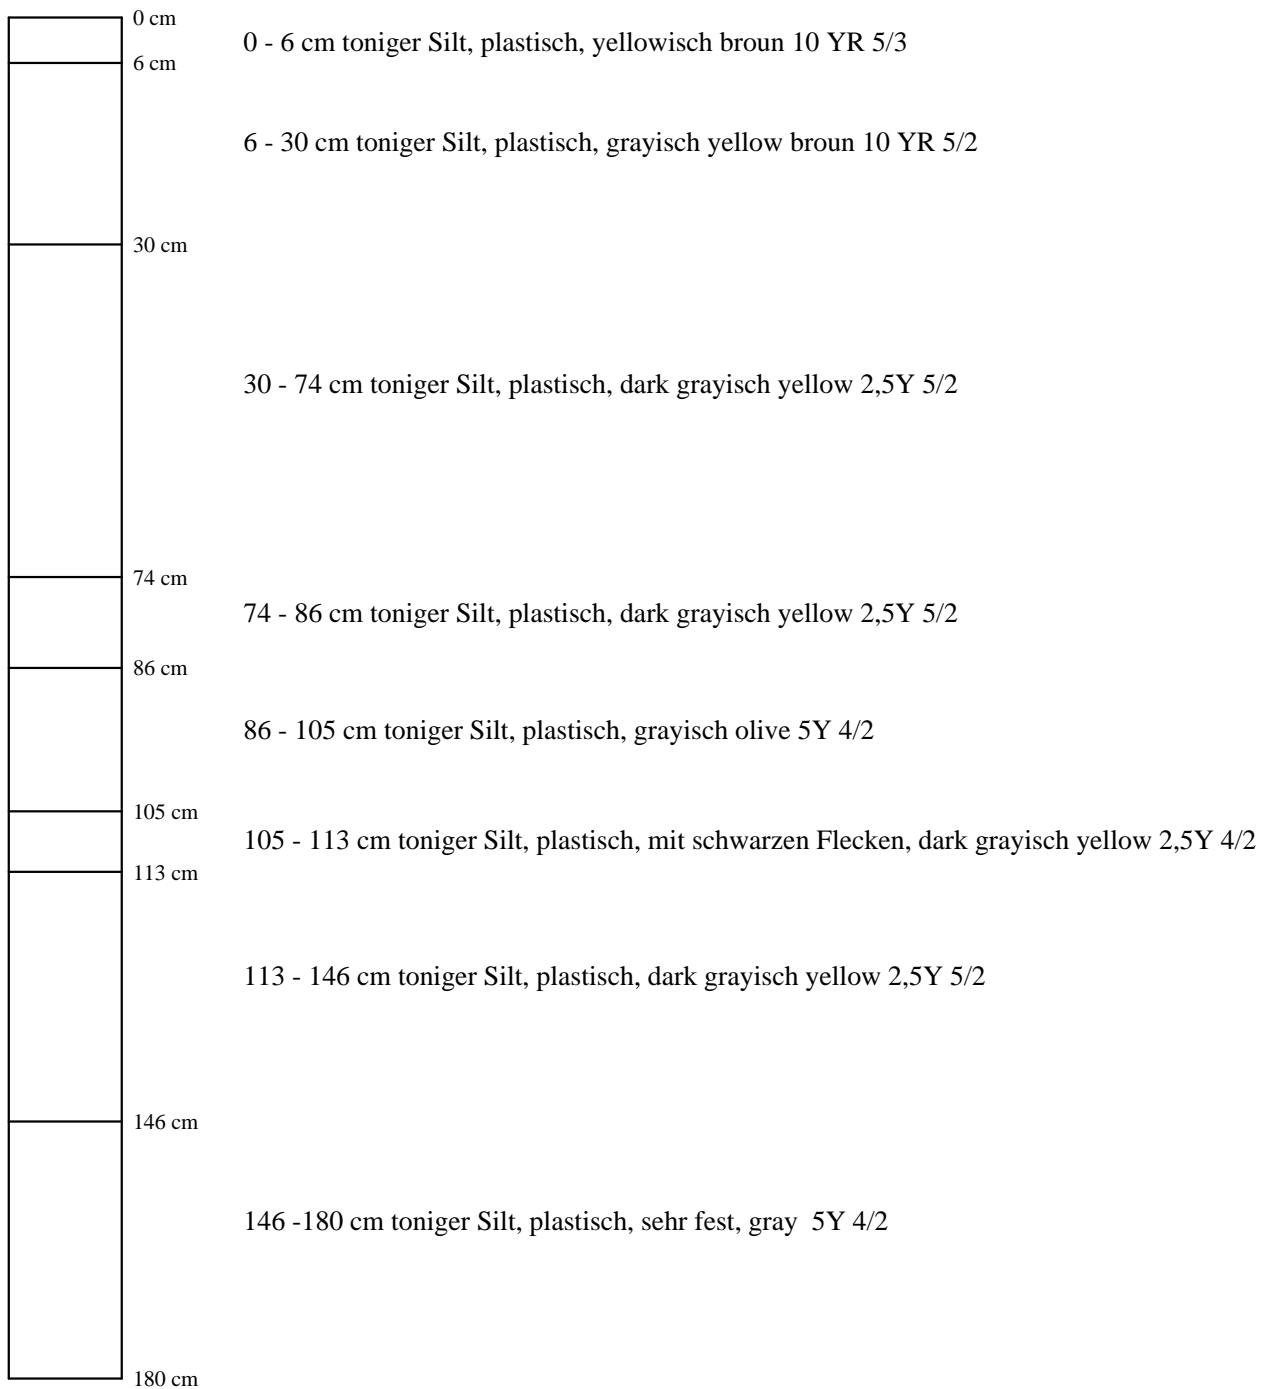 0 cm
0 - 6 cm toniger Silt, plastisch, yellowisch broun 10 YR 5/3
6 cm
6 - 30 cm toniger Silt, plastisch, grayisch yellow broun 10 YR 5/2
30 cm
30 - 74 cm toniger Silt, plastisch, dark grayisch yellow 2,5Y 5/2
74 cm
74 - 86 cm toniger Silt, plastisch, dark grayisch yellow 2,5Y 5/2
86 cm
86 - 105 cm toniger Silt, plastisch, grayisch olive 5Y 4/2
105 cm
105 - 113 cm toniger Silt, plastisch, mit schwarzen Flecken, dark grayisch yellow 2,5Y 4/2
113 cm
113 - 146 cm toniger Silt, plastisch, dark grayisch yellow 2,5Y 5/2
146 cm
146 -180 cm toniger Silt, plastisch, sehr fest, gray  5Y 4/2
180 cm